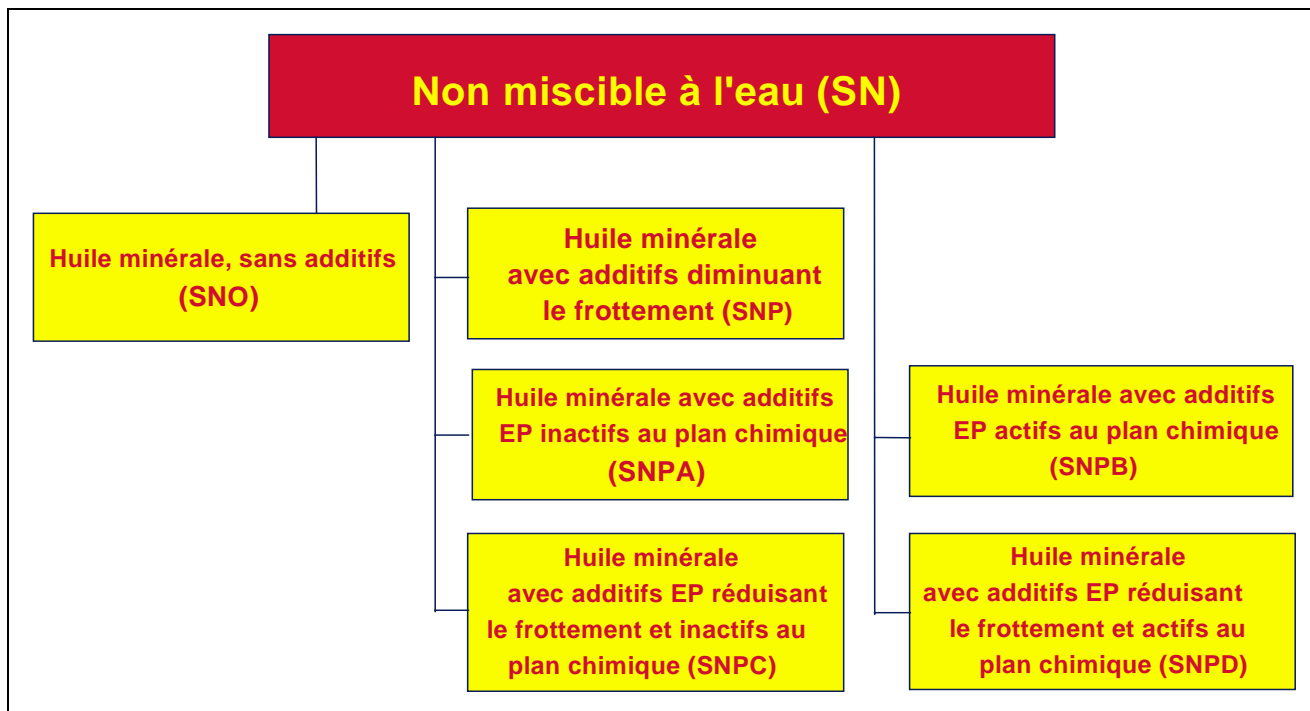 Non miscible à l'eau (SN)
Huile minérale, sans additifs
(SNO)
Huile minérale
avec additifs diminuant
le frottement (SNP)
Huile minérale avec additifs
EP inactifs au plan chimique
(SNPA)
Huile minérale avec additifs
EP actifs au plan chimique
(SNPB)
Huile minérale
avec additifs EP réduisant
le frottement et inactifs au
plan chimique (SNPC)
Huile minérale
avec additifs EP réduisant
le frottement et actifs au
plan chimique (SNPD)